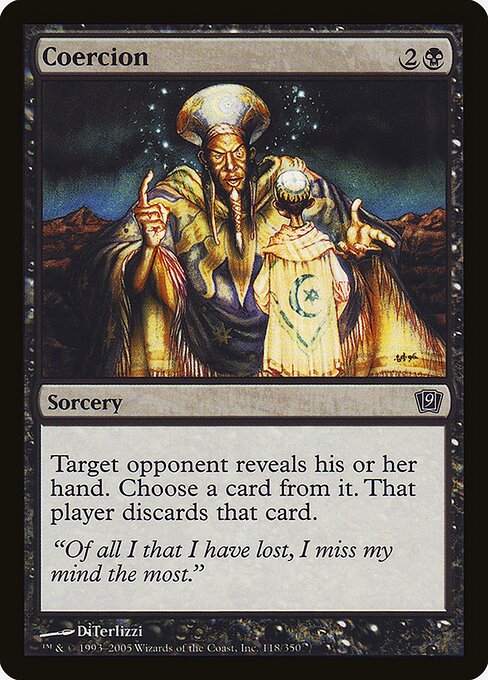 Coercion 2
Sorcery 9
Target opponent reveals his or her
hand. Choose a card from it. That
player discards that card.
“Of all I that I have lost, I miss my
mind the most.”
DiTerlizzi
™ & © 1993–2005 Wizards of the Coast, Inc. 118/350